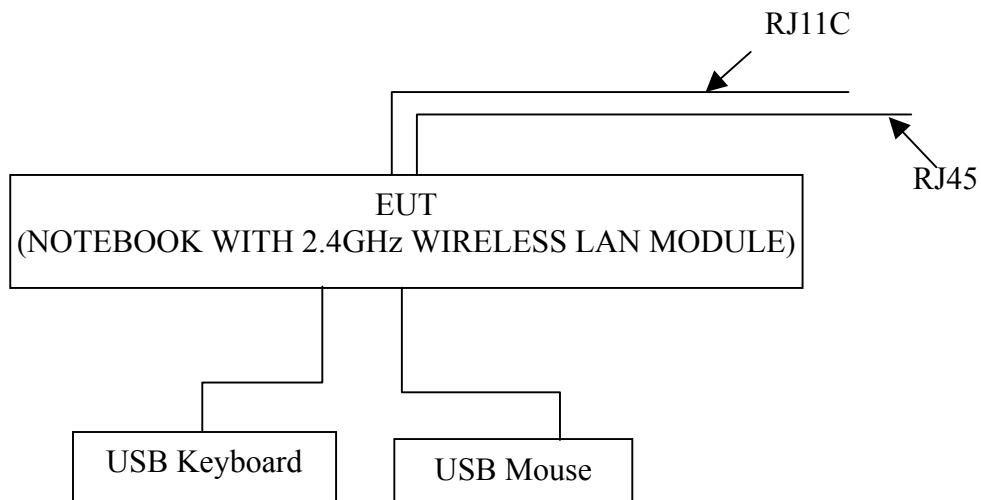 RJ11C
RJ45
EUT
(NOTEBOOK WITH 2.4GHz WIRELESS LAN MODULE)
USB Keyboard
USB Mouse